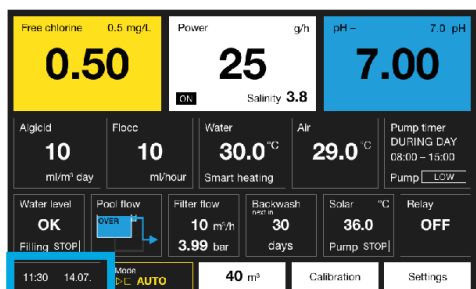 Free chlorine 0.5 mg/L Power g/h pH – 7.0 pH
0.50 25 7.00
ON Salinity 3.8
Algicid Flocc Water Air Pump timer
10 10 30.0 °C 29.0 °C DURING DAY
08:00 – 15:00
ml/m³ day ml/hour Smart heating Pump LOW
Water level Pool flow Filter flow Backwash Solar °C Relay
next in
OK OVER 10 m³/h 30 36.0 OFF
Filling STOP 3.99 bar days Pump STOP
11:30 14.07. Mode AUTO 40 m³ Calibration Settings